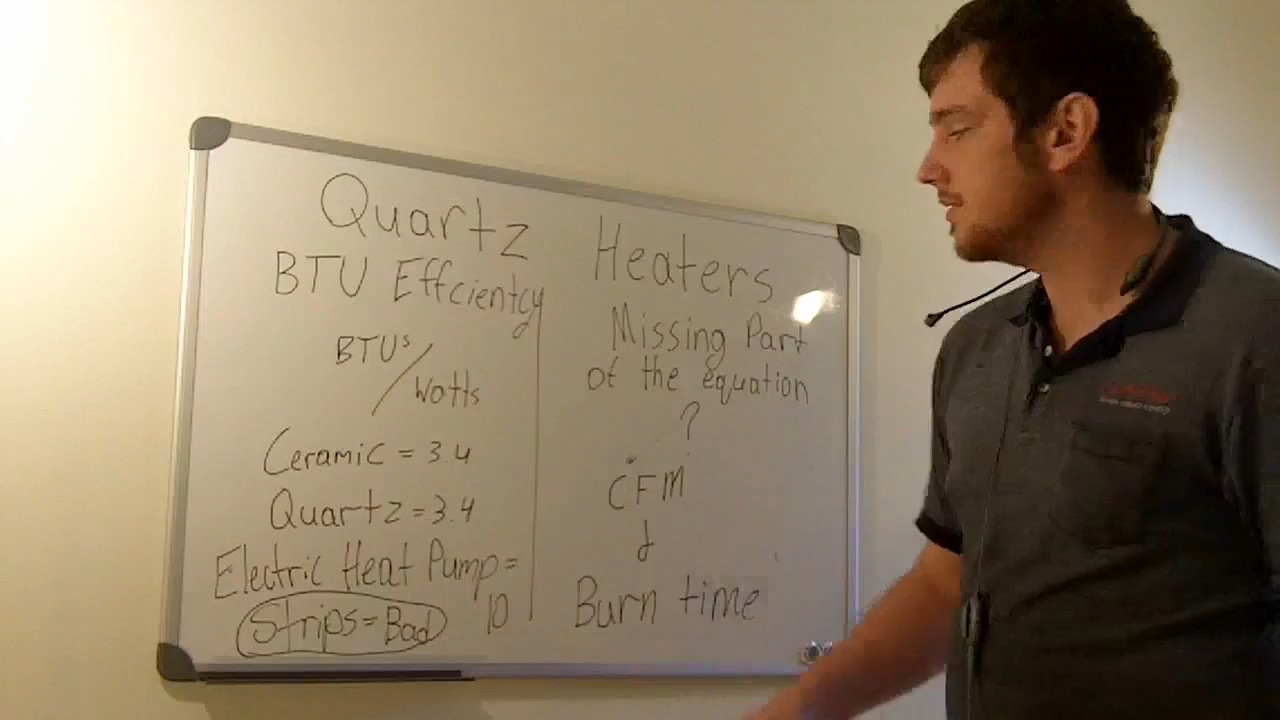 Quartz Heaters
BTU Effcientcy
BTUs/
Watts
Ceramic = 3.4
Quartz = 3.4
Electric Heat Pump =
10
Strips = Bad
Missing Part
of the equation
?
CFM
&
Burn time